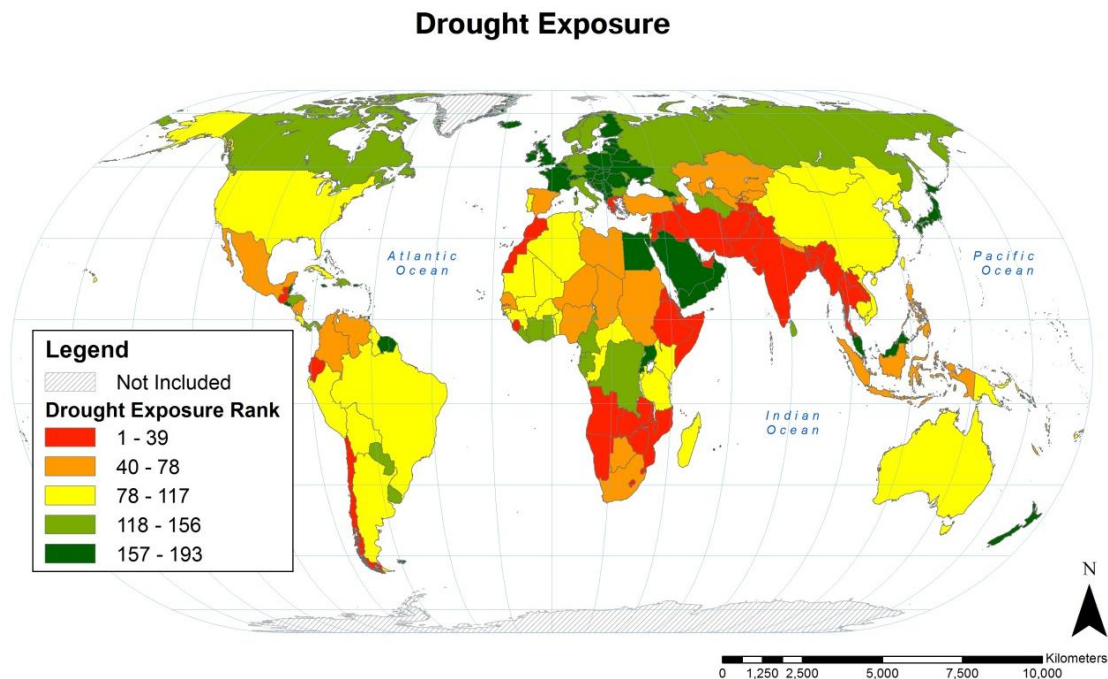 Drought Exposure
Atlantic
Ocean
Pacific
Ocean
Indian
Ocean
Legend
Not Included
Drought Exposure Rank
1 - 39
40 - 78
78 - 117
118 - 156
157 - 193
N
Kilometers
0 1,250 2,500 5,000 7,500 10,000